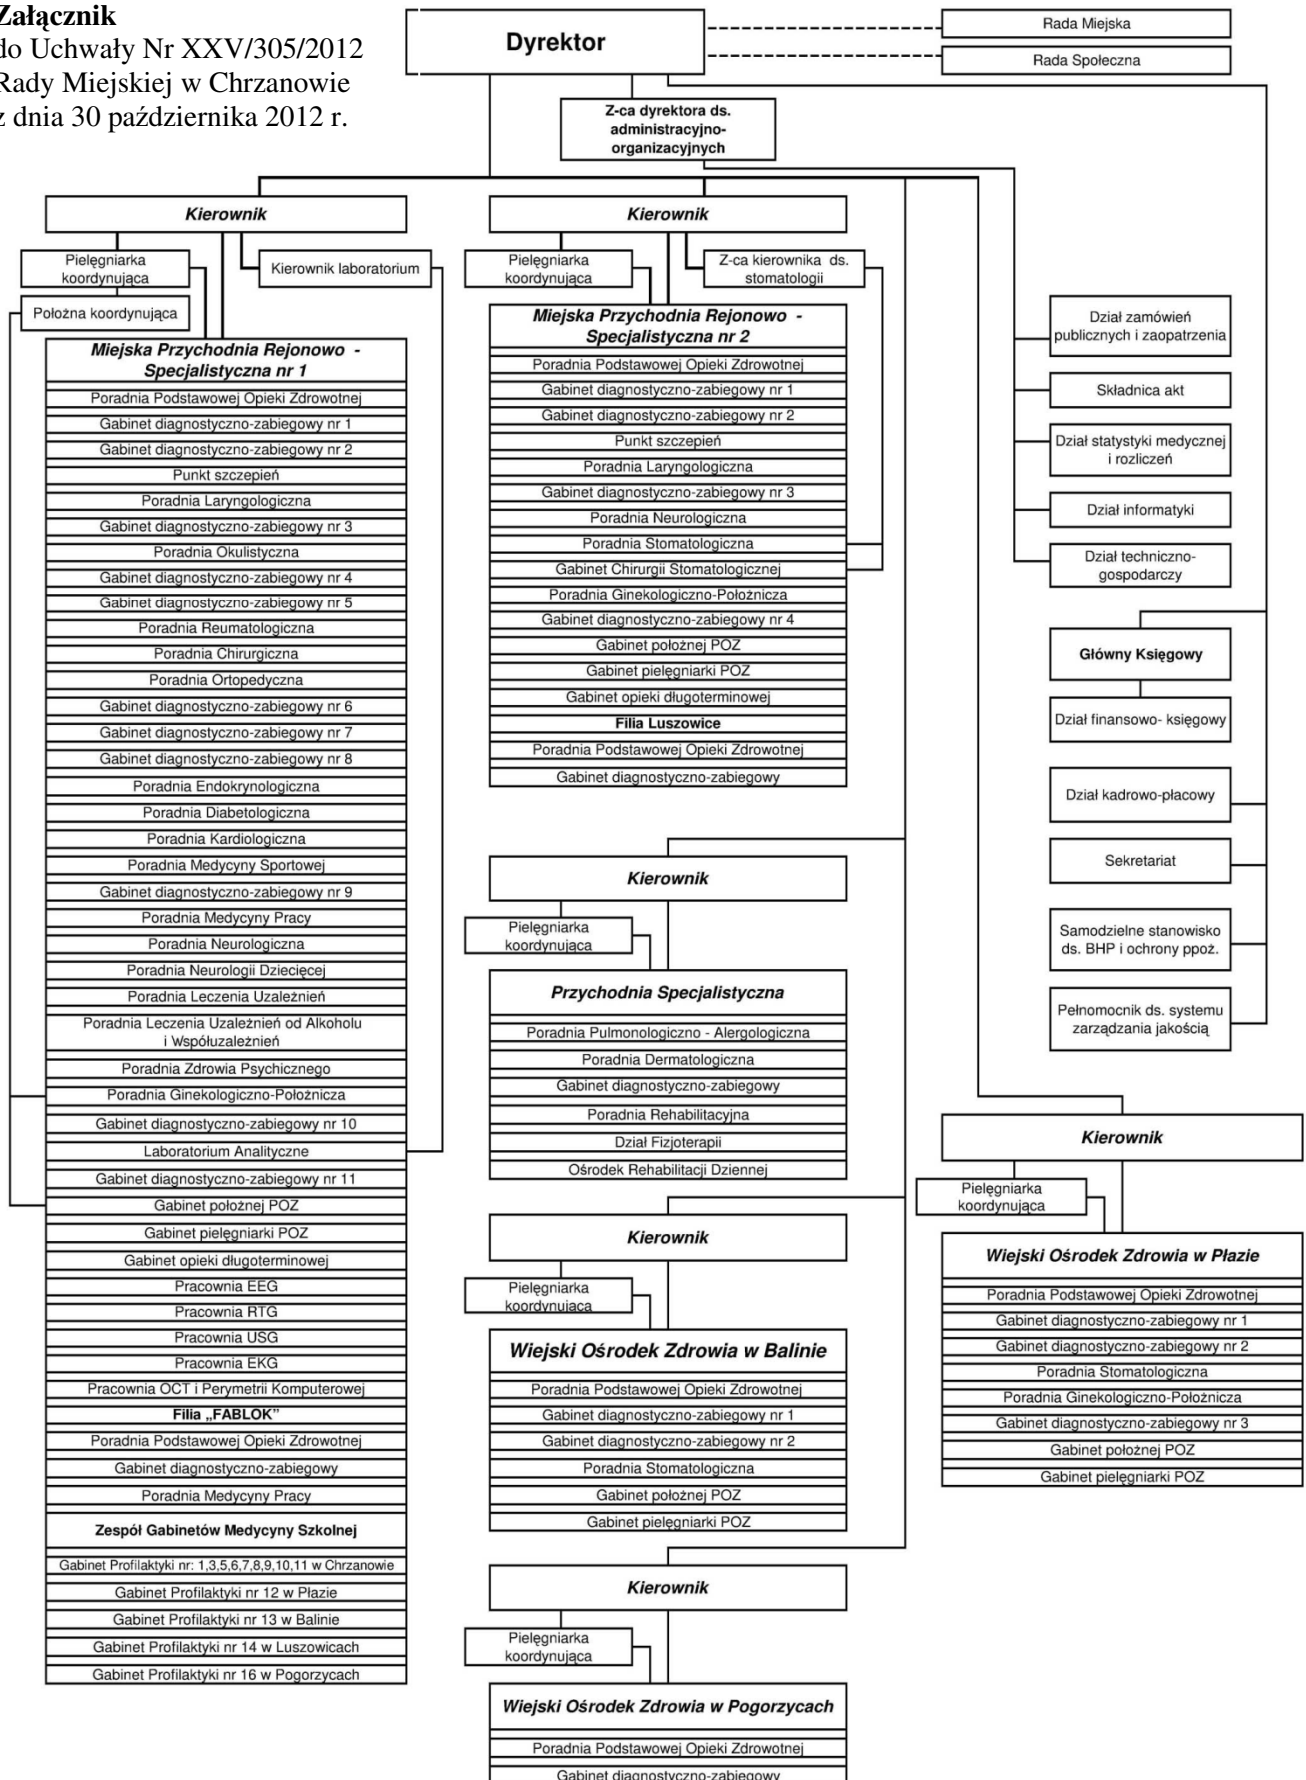 Załącznik
do Uchwały Nr XXV/305/2012
Rady Miejskiej w Chrzanowie
z dnia 30 października 2012 r.
Dyrektor
Rada Miejska
Rada Społeczna
Z-ca dyrektora ds.
administracyjno-
organizacyjnych
Kierownik
Pielęgniarka
koordynująca
Kierownik laboratorium
Położna koordynująca
Miejska Przychodnia Rejonowo -
Specjalistyczna nr 1
Poradnia Podstawowej Opieki Zdrowotnej
Gabinet diagnostyczno-zabiegowy nr 1
Gabinet diagnostyczno-zabiegowy nr 2
Punkt szczepień
Poradnia Laryngologiczna
Gabinet diagnostyczno-zabiegowy nr 3
Poradnia Okulistyczna
Gabinet diagnostyczno-zabiegowy nr 4
Gabinet diagnostyczno-zabiegowy nr 5
Poradnia Reumatologiczna
Poradnia Chirurgiczna
Poradnia Ortopedyczna
Gabinet diagnostyczno-zabiegowy nr 6
Gabinet diagnostyczno-zabiegowy nr 7
Gabinet diagnostyczno-zabiegowy nr 8
Poradnia Endokrynologiczna
Poradnia Diabetologiczna
Poradnia Kardiologiczna
Poradnia Medycyny Sportowej
Gabinet diagnostyczno-zabiegowy nr 9
Poradnia Medycyny Pracy
Poradnia Neurologiczna
Poradnia Neurologii Dziecięcej
Poradnia Leczenia Uzależnień
Poradnia Leczenia Uzależnień od Alkoholu
i Współuzależnień
Poradnia Zdrowia Psychicznego
Poradnia Ginekologiczno-Położnicza
Gabinet diagnostyczno-zabiegowy nr 10
Laboratorium Analityczne
Gabinet diagnostyczno-zabiegowy nr 11
Gabinet położnej POZ
Gabinet pielęgniarki POZ
Gabinet opieki długoterminowej
Pracownia EEG
Pracownia RTG
Pracownia USG
Pracownia EKG
Pracownia OCT i Perymetrii Komputerowej
Filia „FABLOK”
Poradnia Podstawowej Opieki Zdrowotnej
Gabinet diagnostyczno-zabiegowy
Poradnia Medycyny Pracy
Zespół Gabinetów Medycyny Szkolnej
Gabinet Profilaktyki nr: 1,3,5,6,7,8,9,10,11 w Chrzanowie
Gabinet Profilaktyki nr 12 w Płazie
Gabinet Profilaktyki nr 13 w Balinie
Gabinet Profilaktyki nr 14 w Luszowicach
Gabinet Profilaktyki nr 16 w Pogorzycach
Kierownik
Pielęgniarka
koordynująca
Z-ca kierownika ds.
stomatologii
Miejska Przychodnia Rejonowo -
Specjalistyczna nr 2
Poradnia Podstawowej Opieki Zdrowotnej
Gabinet diagnostyczno-zabiegowy nr 1
Gabinet diagnostyczno-zabiegowy nr 2
Punkt szczepień
Poradnia Laryngologiczna
Gabinet diagnostyczno-zabiegowy nr 3
Poradnia Neurologiczna
Poradnia Stomatologiczna
Gabinet Chirurgii Stomatologicznej
Poradnia Ginekologiczno-Położnicza
Gabinet diagnostyczno-zabiegowy nr 4
Gabinet położnej POZ
Gabinet pielęgniarki POZ
Gabinet opieki długoterminowej
Filia Luszowice
Poradnia Podstawowej Opieki Zdrowotnej
Gabinet diagnostyczno-zabiegowy
Kierownik
Pielęgniarka
koordynująca
Przychodnia Specjalistyczna
Poradnia Pulmonologiczno - Alergologiczna
Poradnia Dermatologiczna
Gabinet diagnostyczno-zabiegowy
Poradnia Rehabilitacyjna
Dział Fizjoterapii
Ośrodek Rehabilitacji Dziennej
Kierownik
Pielęgniarka
koordynująca
Wiejski Ośrodek Zdrowia w Balinie
Poradnia Podstawowej Opieki Zdrowotnej
Gabinet diagnostyczno-zabiegowy nr 1
Gabinet diagnostyczno-zabiegowy nr 2
Poradnia Stomatologiczna
Gabinet położnej POZ
Gabinet pielęgniarki POZ
Kierownik
Pielęgniarka
koordynująca
Wiejski Ośrodek Zdrowia w Pogorzycach
Poradnia Podstawowej Opieki Zdrowotnej
Gabinet diagnostyczno-zabiegowy
Dział zamówień
publicznych i zaopatrzenia
Składnica akt
Dział statystyki medycznej
i rozliczeń
Dział informatyki
Dział techniczno-
gospodarczy
Główny Księgowy
Dział finansowo- księgowy
Dział kadrowo-płacowy
Sekretariat
Samodzielne stanowisko
ds. BHP i ochrony ppoż.
Pełnomocnik ds. systemu
zarządzania jakością
Kierownik
Pielęgniarka
koordynująca
Wiejski Ośrodek Zdrowia w Płazie
Poradnia Podstawowej Opieki Zdrowotnej
Gabinet diagnostyczno-zabiegowy nr 1
Gabinet diagnostyczno-zabiegowy nr 2
Poradnia Stomatologiczna
Poradnia Ginekologiczno-Położnicza
Gabinet diagnostyczno-zabiegowy nr 3
Gabinet położnej POZ
Gabinet pielęgniarki POZ